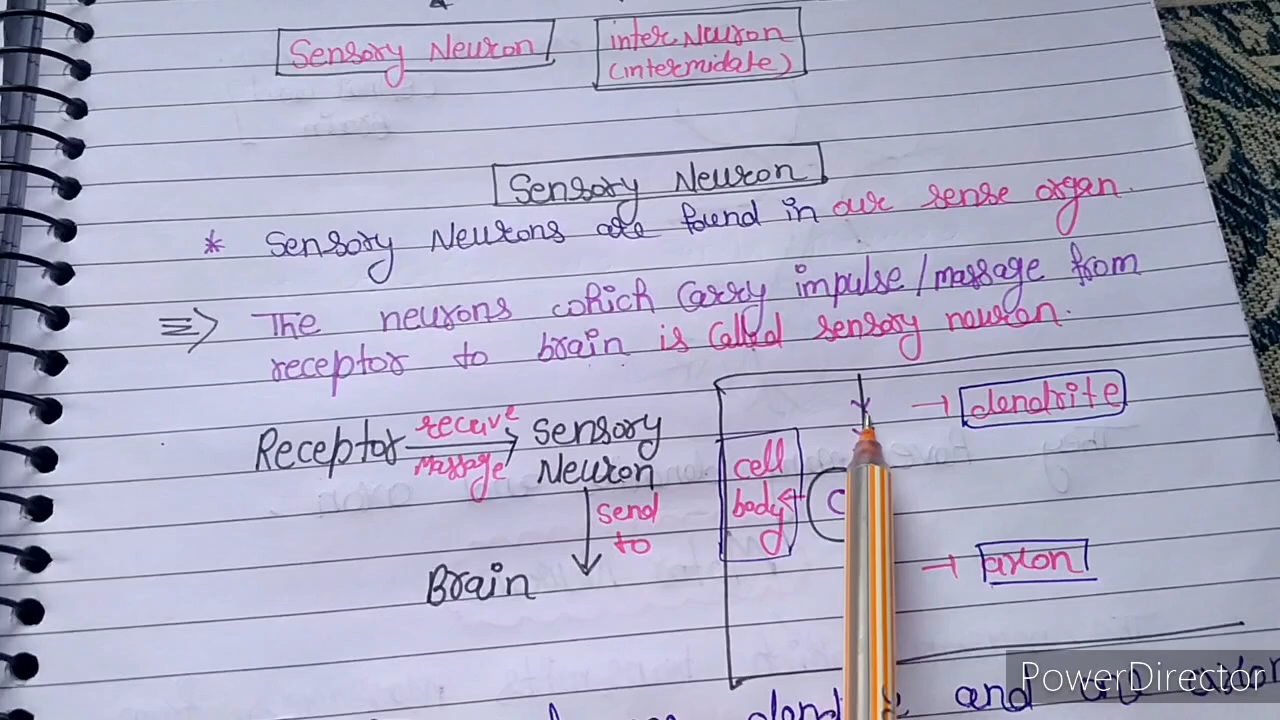 Sensory Neuron
inter Neuron
(intermidate)
Sensory Neuron
* Sensory Neurons are found in our sense organ.
⇒ The neurons which Carry impulse/massage from
receptor to brain is Called sensory neuron.
Receptor recive massage → sensory
Neuron
send
to
Brain
→ dendrite
cell
body
→ axon
and
PowerDirector